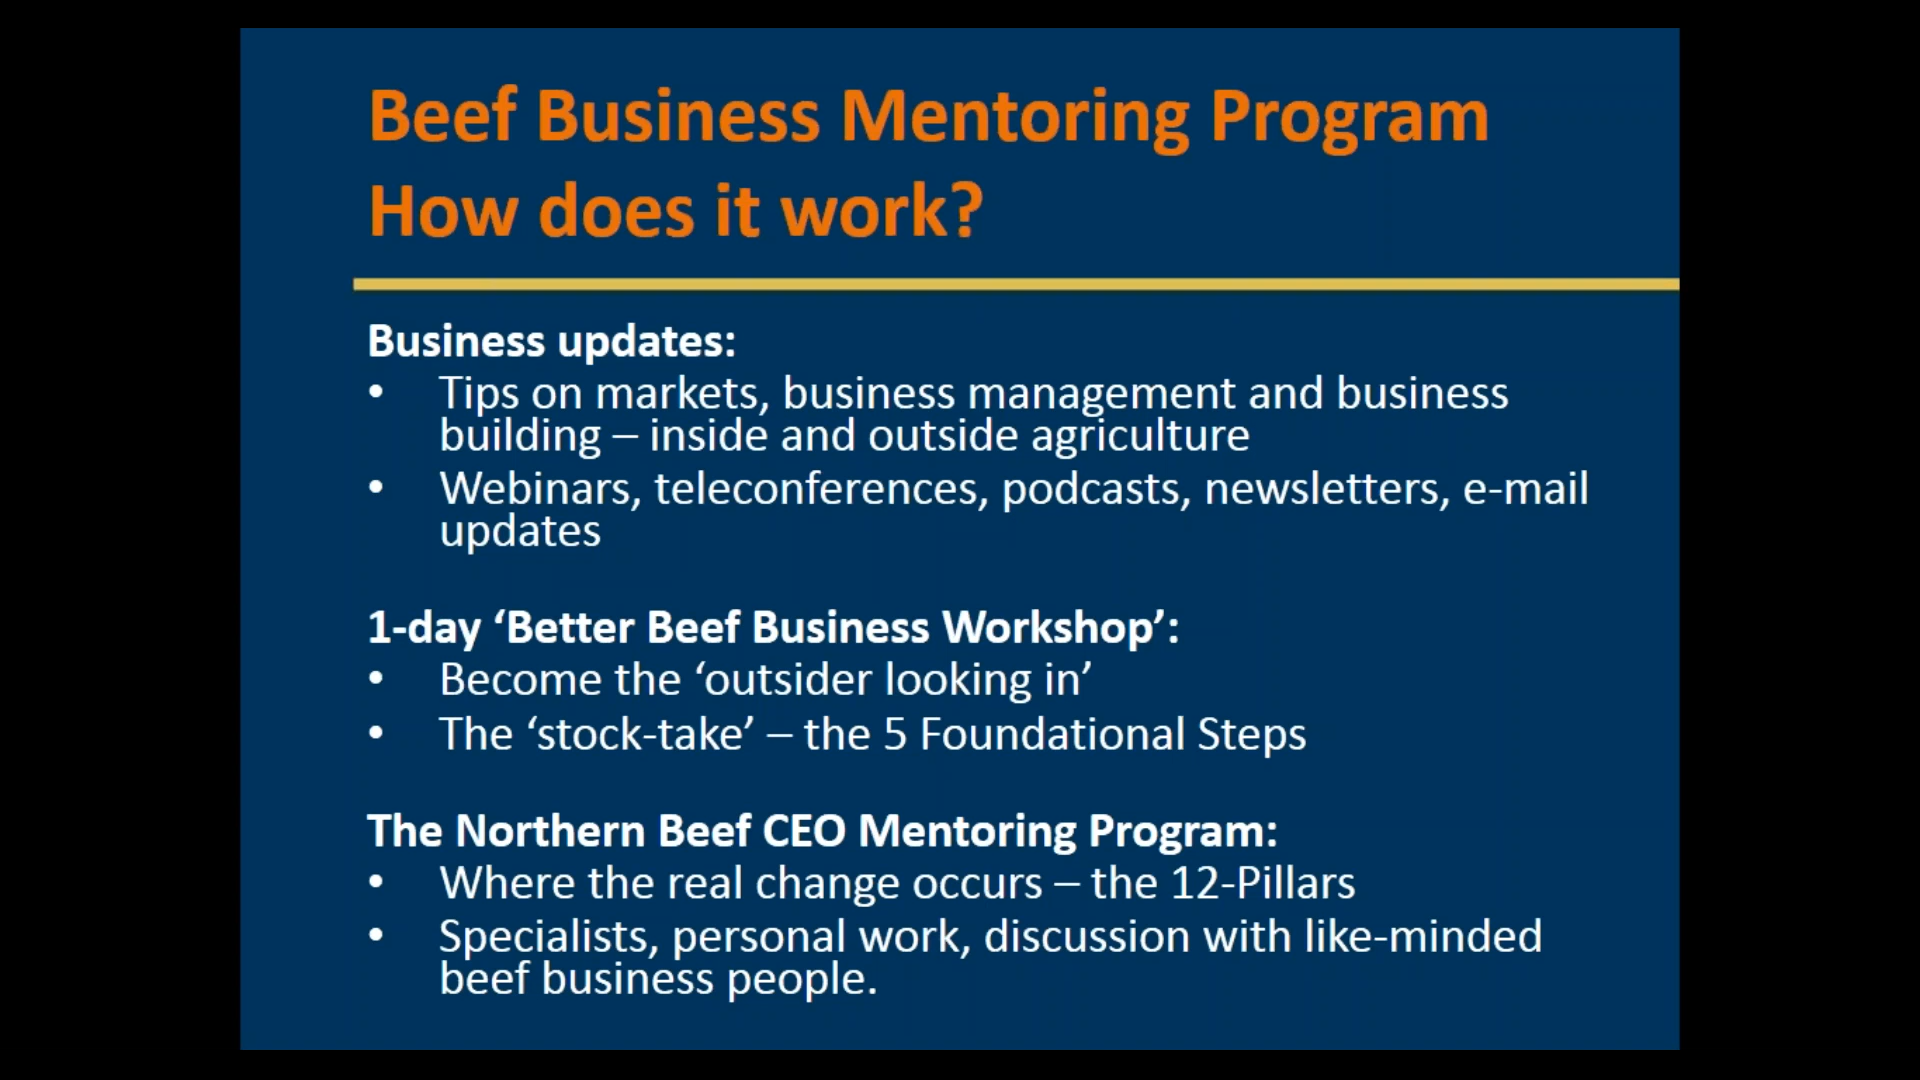 Beef Business Mentoring Program
How does it work?
Business updates:
• Tips on markets, business management and business
building – inside and outside agriculture
• Webinars, teleconferences, podcasts, newsletters, e-mail
updates
1-day ‘Better Beef Business Workshop’:
• Become the ‘outsider looking in’
• The ‘stock-take’ – the 5 Foundational Steps
The Northern Beef CEO Mentoring Program:
• Where the real change occurs – the 12-Pillars
• Specialists, personal work, discussion with like-minded
beef business people.